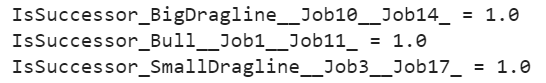 IsSuccessor_BigDragline__Job10__Job14_ = 1.0
IsSuccessor_Bull__Job1__Job11_ = 1.0
IsSuccessor_SmallDragline__Job3__Job17_ = 1.0